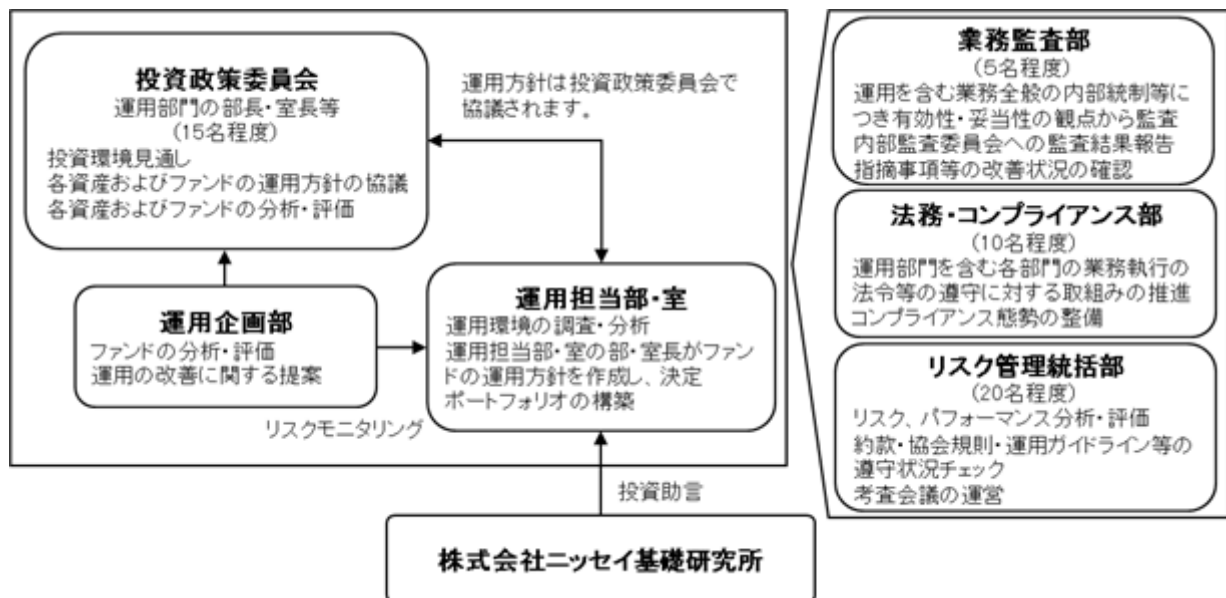 投資政策委員会
運用部門の部長・室長等
(15名程度)
投資環境見通し
各資産およびファンドの運用方針の協議
各資産およびファンドの分析・評価
運用方針は投資政策委員会で
協議されます。
運用企画部
ファンドの分析・評価
運用の改善に関する提案
リスクモニタリング
運用担当部・室
運用環境の調査・分析
運用担当部・室の部・室長がファン
ドの運用方針を作成し、決定
ポートフォリオの構築
投資助言
株式会社ニッセイ基礎研究所
業務監査部
(5名程度)
運用を含む業務全般の内部統制等に
つき有効性・妥当性の観点から監査
内部監査委員会への監査結果報告
指摘事項等の改善状況の確認
法務・コンプライアンス部
(10名程度)
運用部門を含む各部門の業務執行の
法令等の遵守に対する取組みの推進
コンプライアンス態勢の整備
リスク管理統括部
(20名程度)
リスク、パフォーマンス分析・評価
約款・協会規則・運用ガイドライン等の
遵守状況チェック
考査会議の運営